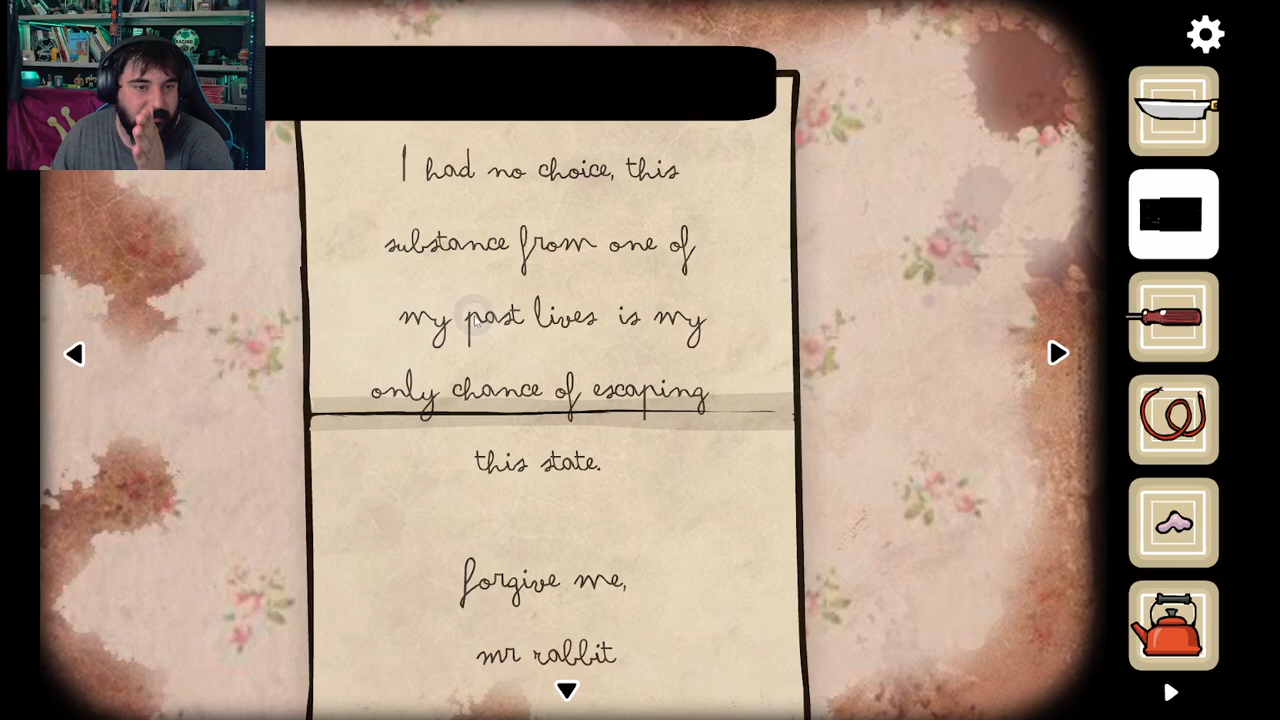 I had no choice, this
substance from one of
my past lives is my
only chance of escaping
this state.
forgive me,
mr rabbit